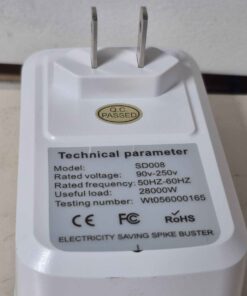 Q.C.
PASSED
Technical parameter
Model: SD008
Rated voltage: 90v-250v
Rated frequency: 50HZ-60HZ
Useful load: 28000W
Testing number: Wt056000165
CE FC RoHS
ELECTRICITY SAVING SPIKE BUSTER